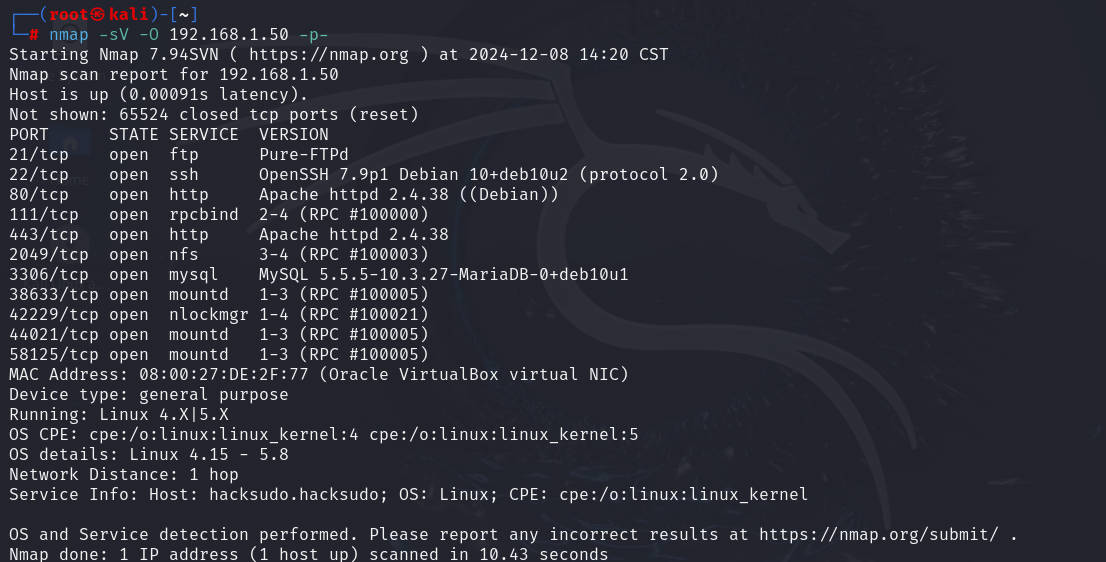 ┌──(root㉿kali)-[~]
└─# nmap -sV -O 192.168.1.50 -p-
Starting Nmap 7.94SVN ( https://nmap.org ) at 2024-12-08 14:20 CST
Nmap scan report for 192.168.1.50
Host is up (0.00091s latency).
Not shown: 65524 closed tcp ports (reset)
PORT      STATE SERVICE  VERSION
21/tcp    open  ftp      Pure-FTPd
22/tcp    open  ssh      OpenSSH 7.9p1 Debian 10+deb10u2 (protocol 2.0)
80/tcp    open  http     Apache httpd 2.4.38 ((Debian))
111/tcp   open  rpcbind  2-4 (RPC #100000)
443/tcp   open  http     Apache httpd 2.4.38
2049/tcp  open  nfs      3-4 (RPC #100003)
3306/tcp  open  mysql    MySQL 5.5.5-10.3.27-MariaDB-0+deb10u1
38633/tcp open  mountd   1-3 (RPC #100005)
42229/tcp open  nlockmgr 1-4 (RPC #100021)
44021/tcp open  mountd   1-3 (RPC #100005)
58125/tcp open  mountd   1-3 (RPC #100005)
MAC Address: 08:00:27:DE:2F:77 (Oracle VirtualBox virtual NIC)
Device type: general purpose
Running: Linux 4.X|5.X
OS CPE: cpe:/o:linux:linux_kernel:4 cpe:/o:linux:linux_kernel:5
OS details: Linux 4.15 - 5.8
Network Distance: 1 hop
Service Info: Host: hacksudo.hacksudo; OS: Linux; CPE: cpe:/o:linux:linux_kernel

OS and Service detection performed. Please report any incorrect results at https://nmap.org/submit/ .
Nmap done: 1 IP address (1 host up) scanned in 10.43 seconds